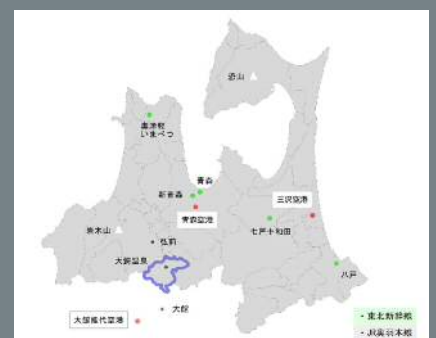 恐山
奥津軽
いまべつ
青森
新青森
三沢空港
青森空港
七戸十和田
岩木山
弘前
大鰐温泉
八戸
大館
大館能代空港
・東北新幹線
・JR奥羽本線